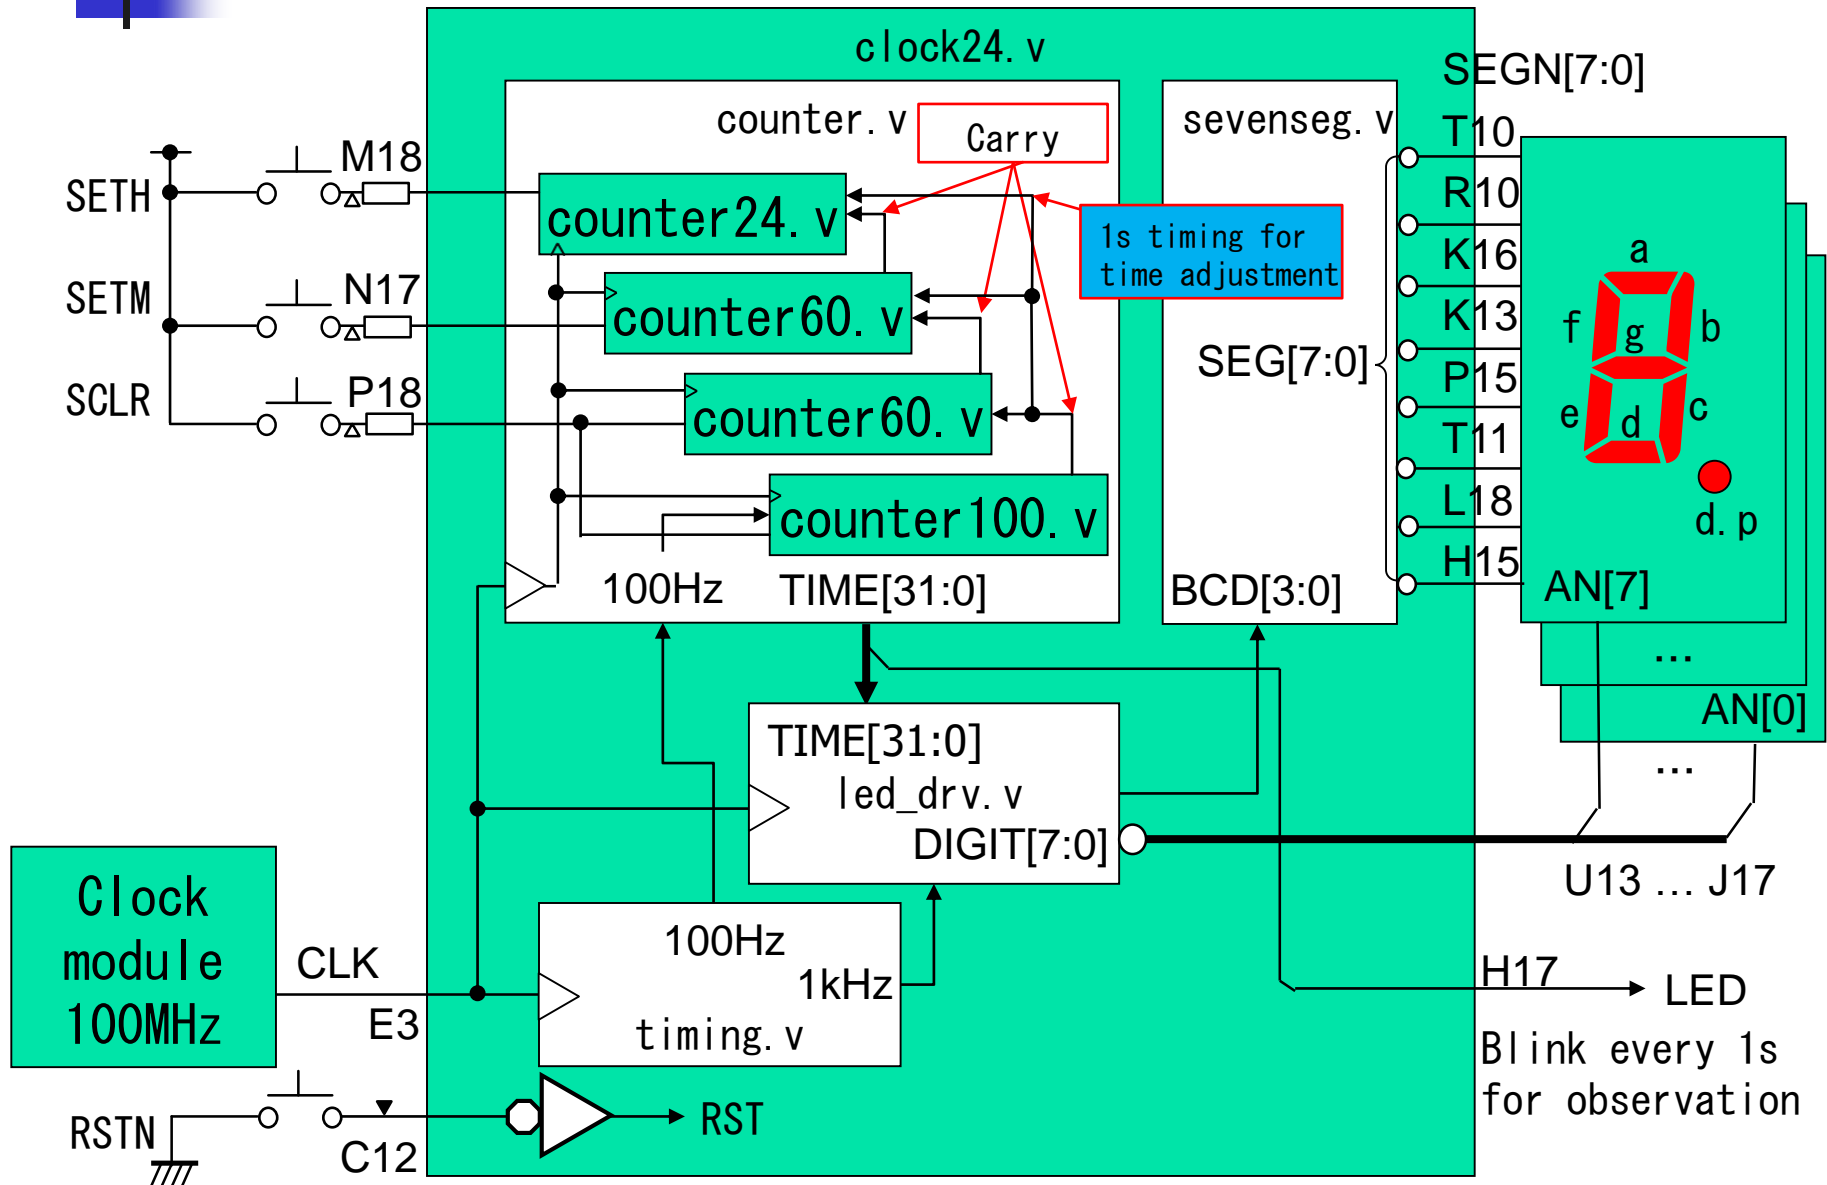 clock24.v
SEGN[7:0]
counter.v
Carry
sevenseg.v
T10
SETH
M18
counter24.v
1s timing for
time adjustment
R10
K16
SETM
N17
counter60.v
K13
SEG[7:0]
P15
SCLR
P18
counter60.v
T11
L18
counter100.v
H15
100Hz
TIME[31:0]
BCD[3:0]
a
f
g
b
e
d
c
d.p
AN[7]
...
AN[0]
...
TIME[31:0]
led_drv.v
DIGIT[7:0]
U13 ... J17
Clock
module
100MHz
CLK
E3
100Hz
1kHz
timing.v
H17
LED
Blink every 1s
for observation
RSTN
C12
RST